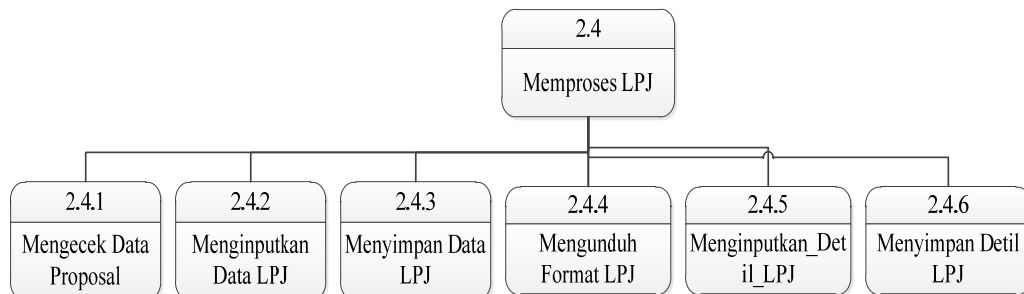 2.4
Memproses LPJ
2.4.1
Mengecek Data
Proposal
2.4.2
Menginputkan
Data LPJ
2.4.3
Menyimpan Data
LPJ
2.4.4
Mengunduh
Format LPJ
2.4.5
Menginputkan_Det
il_LPJ
2.4.6
Menyimpan Detil
LPJ